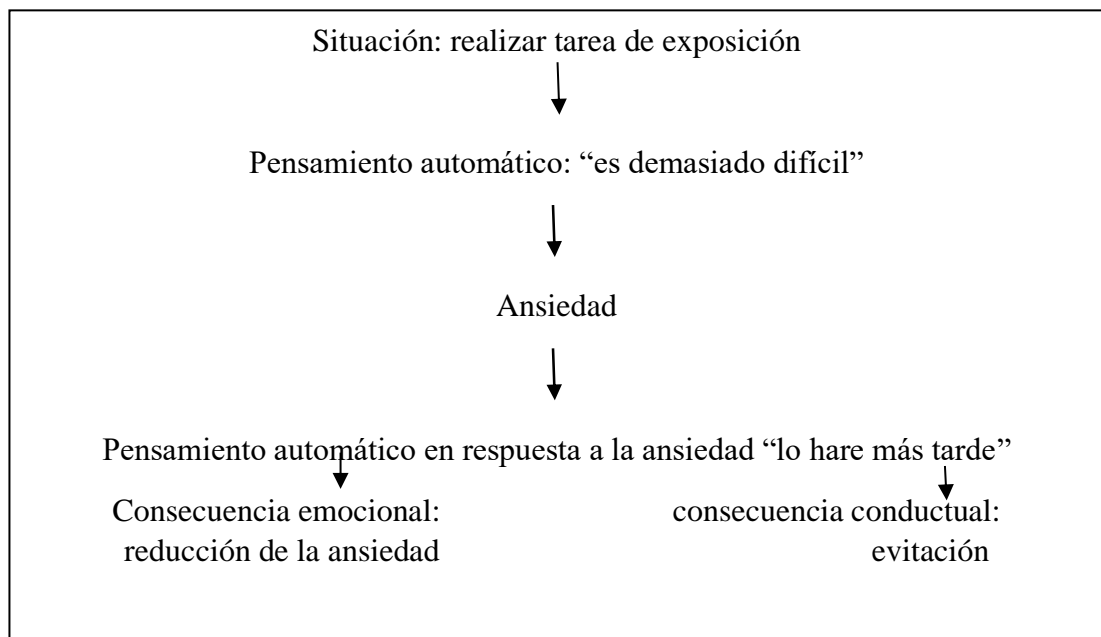 Situación: realizar tarea de exposición
Pensamiento automático: “es demasiado difícil”
Ansiedad
Pensamiento automático en respuesta a la ansiedad “lo hare más tarde”
Consecuencia emocional: consecuencia conductual:
reducción de la ansiedad evitación